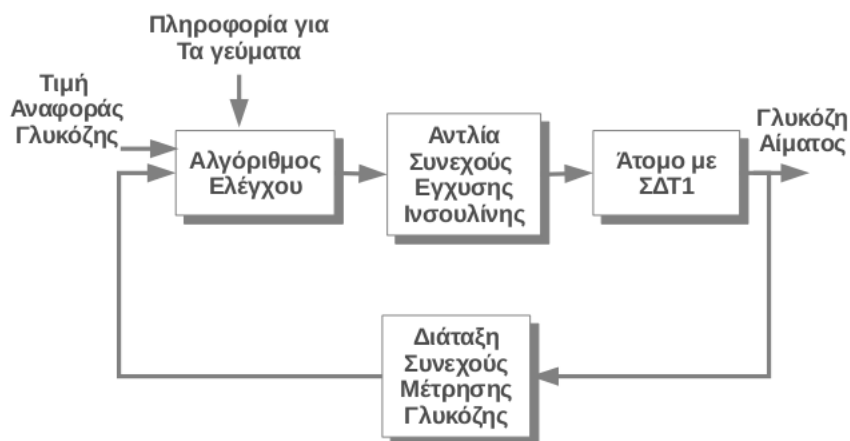 Πληροφορία για
Τα γεύματα
Τιμή
Αναφοράς
Γλυκόζης
Αλγόριθμος
Ελέγχου
Αντλία
Συνεχούς
Εγχυσης
Ινσουλίνης
Άτομο με
ΣΔΤ1
Γλυκόζη
Αίματος
Διάταξη
Συνεχούς
Μέτρησης
Γλυκόζης